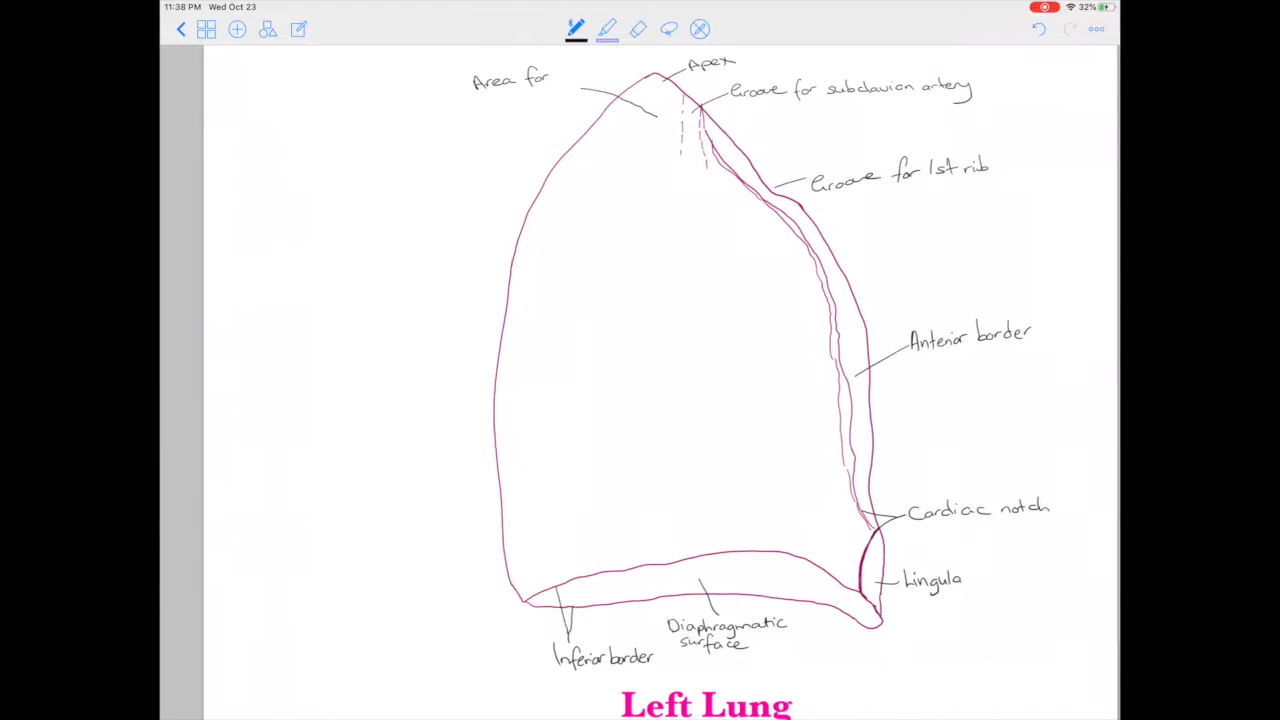 11:38 PM Wed Oct 23
32%
Apex
Area for
Groove for subclavian artery
Groove for 1st rib
Anterior border
Cardiac notch
Lingula
Diaphragmatic
surface
Inferior border
Left Lung